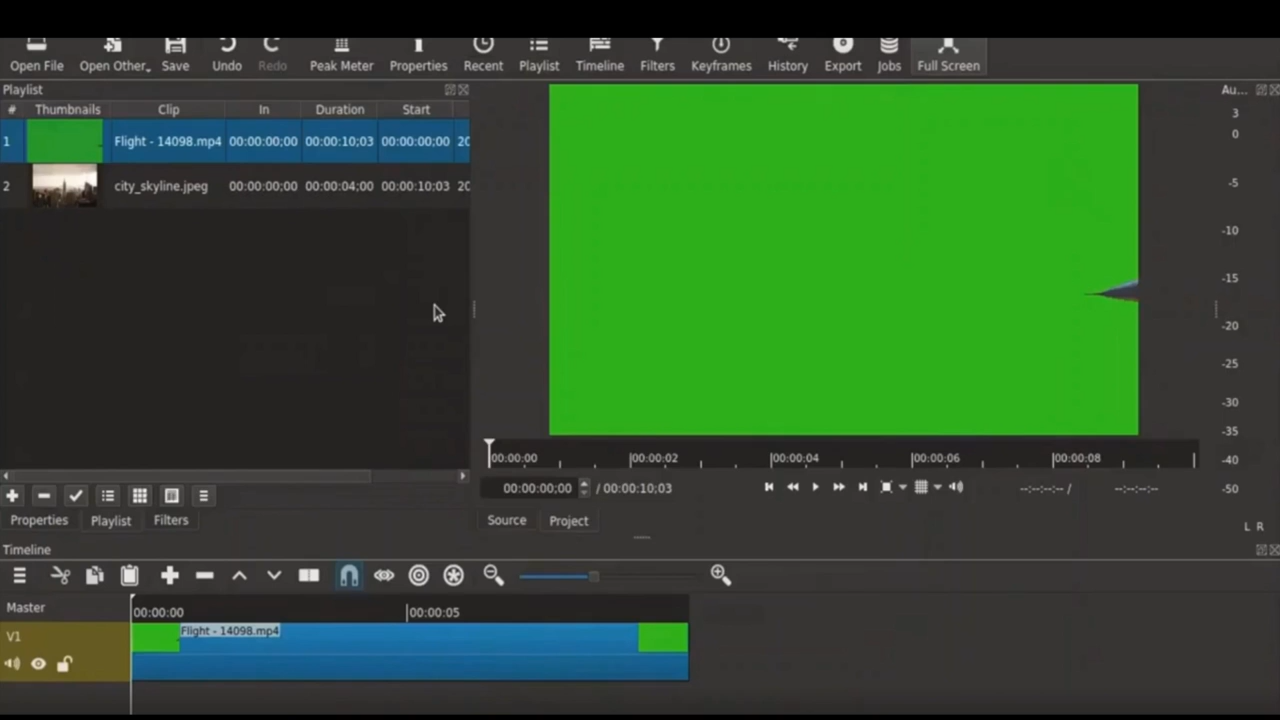 Open File Open Other Save Undo Redo Peak Meter Properties Recent Playlist Timeline Filters Keyframes History Export Jobs Full Screen
Playlist
# Thumbnails Clip In Duration Start
1 Flight - 14098.mp4 00:00:00;00 00:00:10;03 00:00:00;00 20
2 city_skyline.jpeg 00:00:00;00 00:00:04;00 00:00:10;03 20
Properties Playlist Filters
Au...
3
0
-5
-10
-15
-20
-25
-30
-35
-40
-50
L R
00:00:00 00:00:02 00:00:04 00:00:06 00:00:08
00:00:00;00 / 00:00:10;03 --:--:--:-- / --:--:--:--
Source Project
Timeline
Master
00:00:00 00:00:05
V1
Flight - 14098.mp4